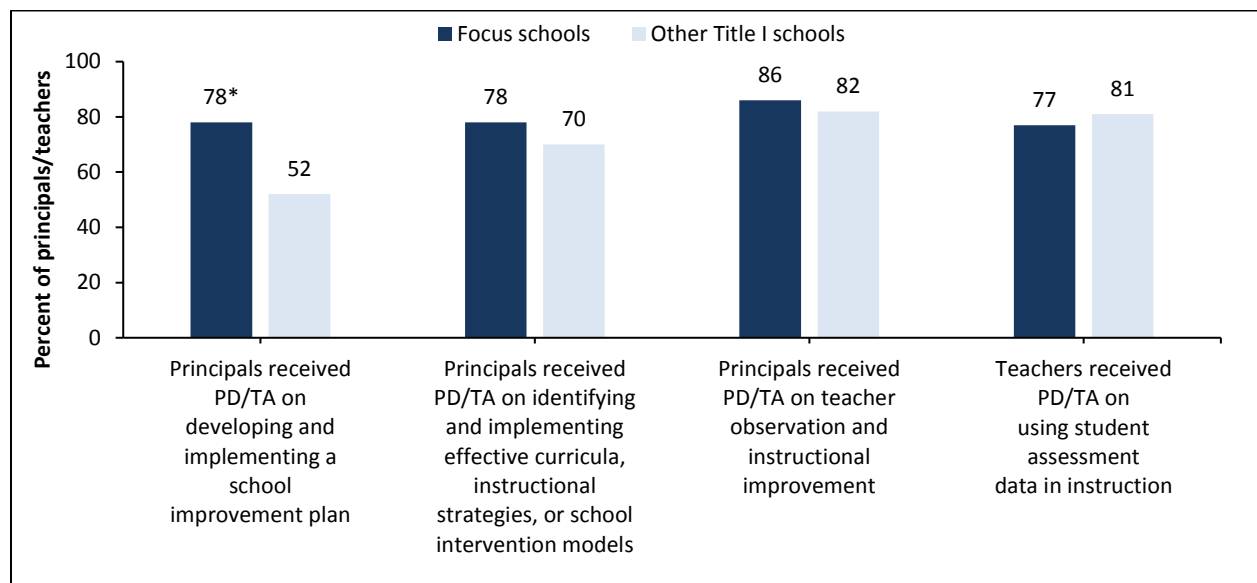 Focus schools
Other Title I schools
Percent of principals/teachers
100
80
60
40
20
0
78*
52
78
70
86
82
77
81
Principals received
PD/TA on
developing and
implementing a
school
improvement plan
Principals received
PD/TA on identifying
and implementing
effective curricula,
instructional
strategies, or school
intervention models
Principals received
PD/TA on teacher
observation and
instructional
improvement
Teachers received
PD/TA on
using student
assessment
data in instruction